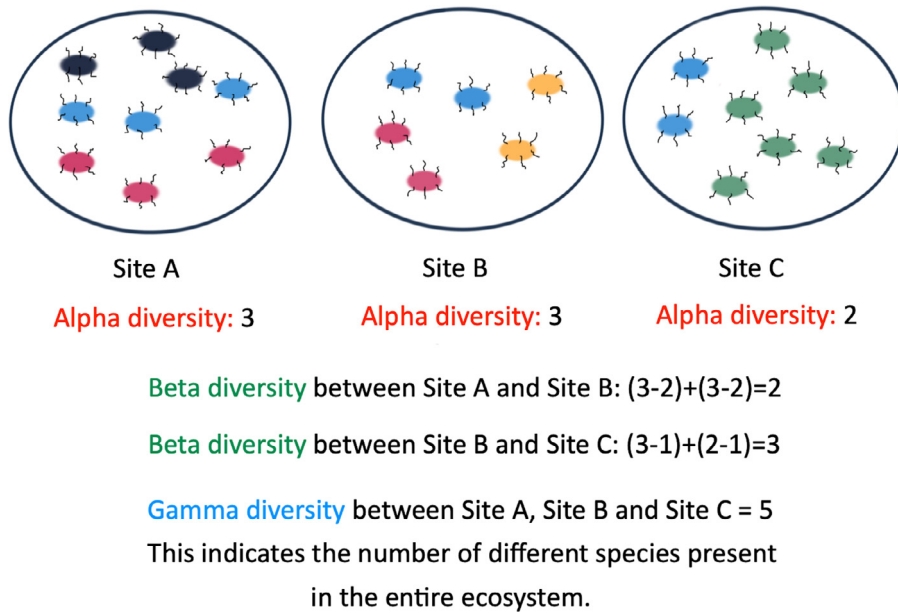 Site A
Site B
Site C
Alpha diversity: 3
Alpha diversity: 3
Alpha diversity: 2
Beta diversity between Site A and Site B: (3-2)+(3-2)=2
Beta diversity between Site B and Site C: (3-1)+(2-1)=3
Gamma diversity between Site A, Site B and Site C = 5
This indicates the number of different species present
in the entire ecosystem.